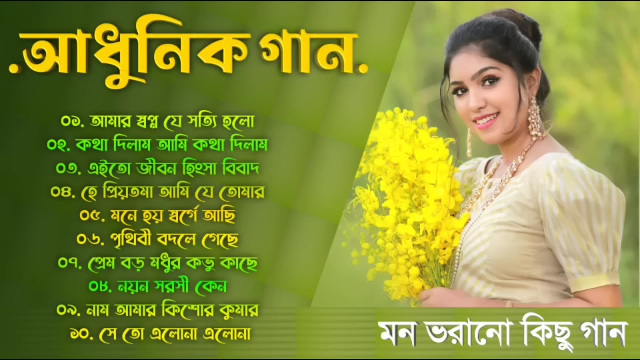 .আধুনিক গান.
০১. আমার স্বপ্ন যে সত্যি হলো
০২. কথা দিলাম আমি কথা দিলাম
০৩. এইতো জীবন হিংসা বিবাদ
০৪. হে প্রিয়তমা আমি যে তোমার
০৫. মনে হয় স্বর্গে আছি
০৬. পৃথিবী বদলে গেছে
০৭. প্রেম বড় মধুর কভু কাছে
০৮. নয়ন সরসী কেন
০৯. নাম আমার কিশোর কুমার
১০. সে তো এলোনা এলোনা
মন ভরানো কিছু গান